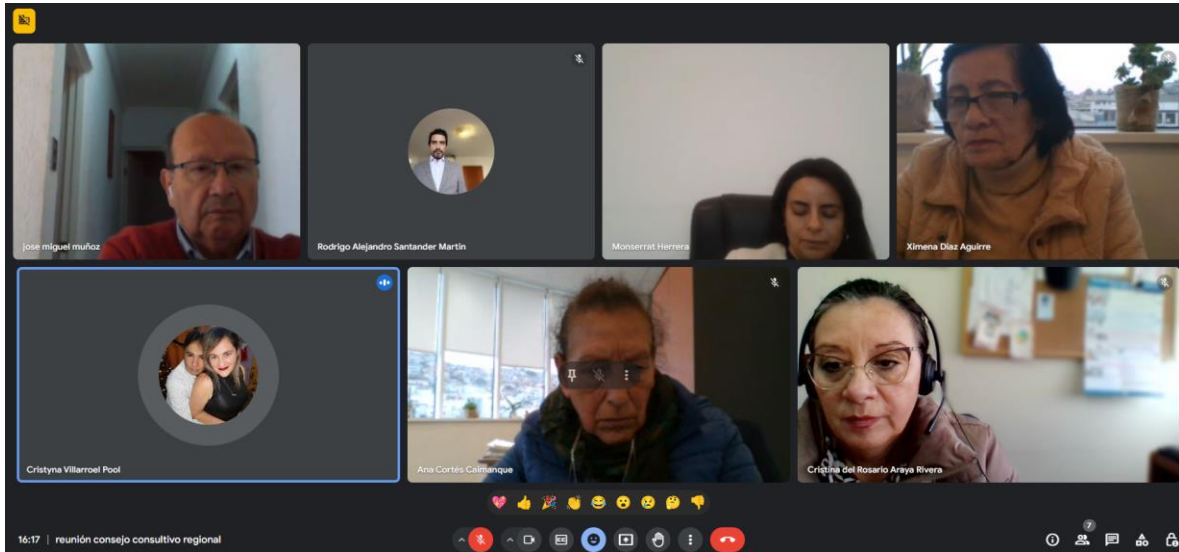 jose miguel muñoz
Rodrigo Alejandro Santander Martin
Monserrat Herrera
Ximena Díaz Aguirre
Cristyna Villarroel Pool
Ana Cortés Caimanque
Cristina del Rosario Araya Rivera
16:17 | reunión consejo consultivo regional
7